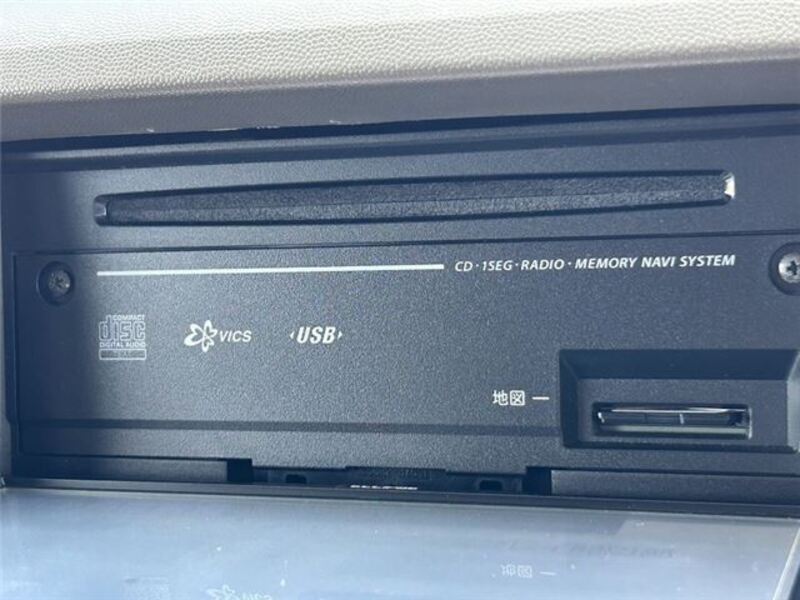 CD・1SEG・RADIO・MEMORY NAVI SYSTEM
COMPACT
disc
DIGITAL AUDIO
VICS
USB
地図